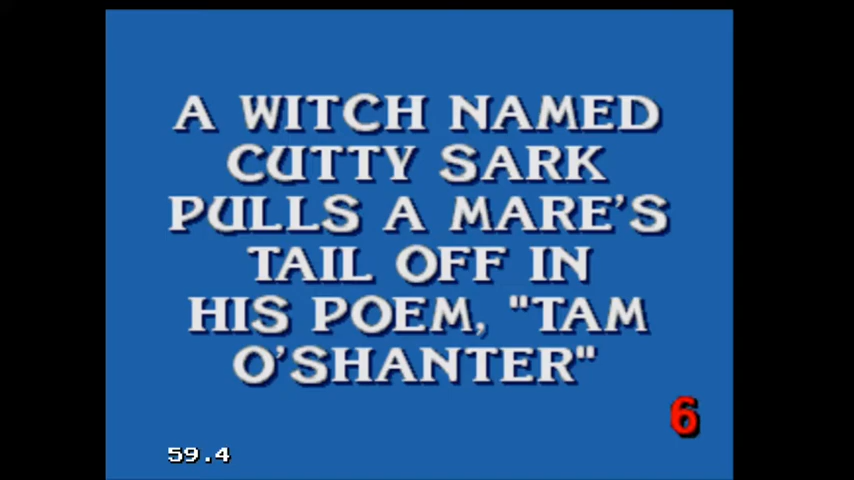 A WITCH NAMED
CUTTY SARK
PULLS A MARE'S
TAIL OFF IN
HIS POEM, "TAM
O'SHANTER"
6
59.4